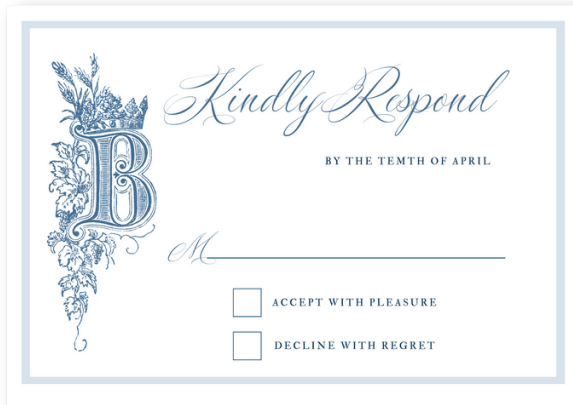 B
Kindly Respond
BY THE TEMTH OF APRIL
M
ACCEPT WITH PLEASURE
DECLINE WITH REGRET